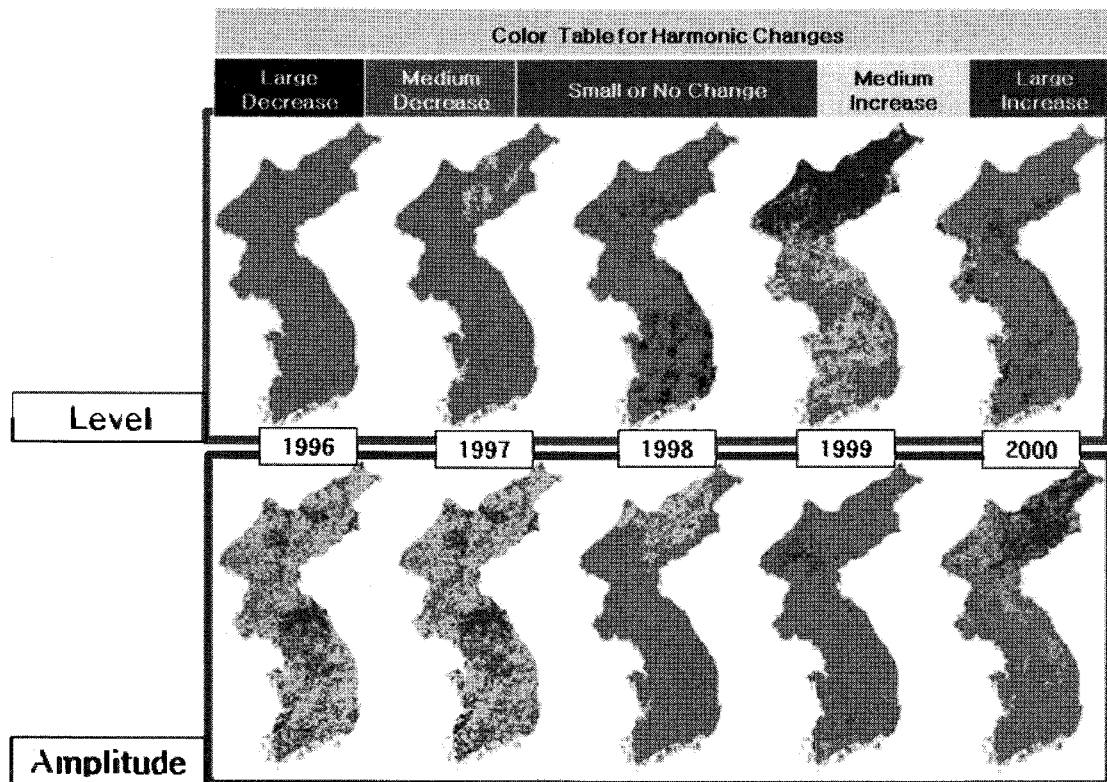 Color Table for Harmonic Changes
Large Decrease
Medium Decrease
Small or No Change
Medium Increase
Large Increase
Level
1996
1997
1998
1999
2000
Amplitude